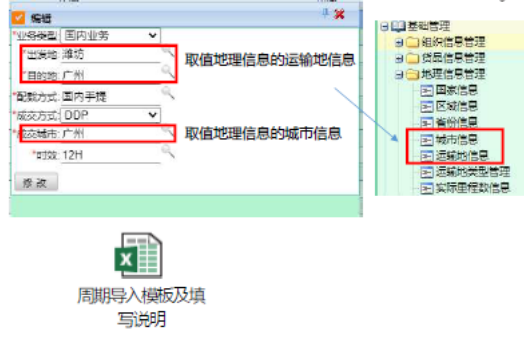 编辑
*业务类型: 国内业务
*出发地: 潍坊
*目的地: 广州
*配载方式: 国内手提
*成交方式: DDP
*成交城市: 广州
*时效: 12H
修改
取值地理信息的运输地信息
取值地理信息的城市信息
基础管理
组织信息管理
货品信息管理
地理信息管理
国家信息
区域信息
省份信息
城市信息
运输地信息
运输地类型管理
实际里程数信息
周期导入模板及填
写说明